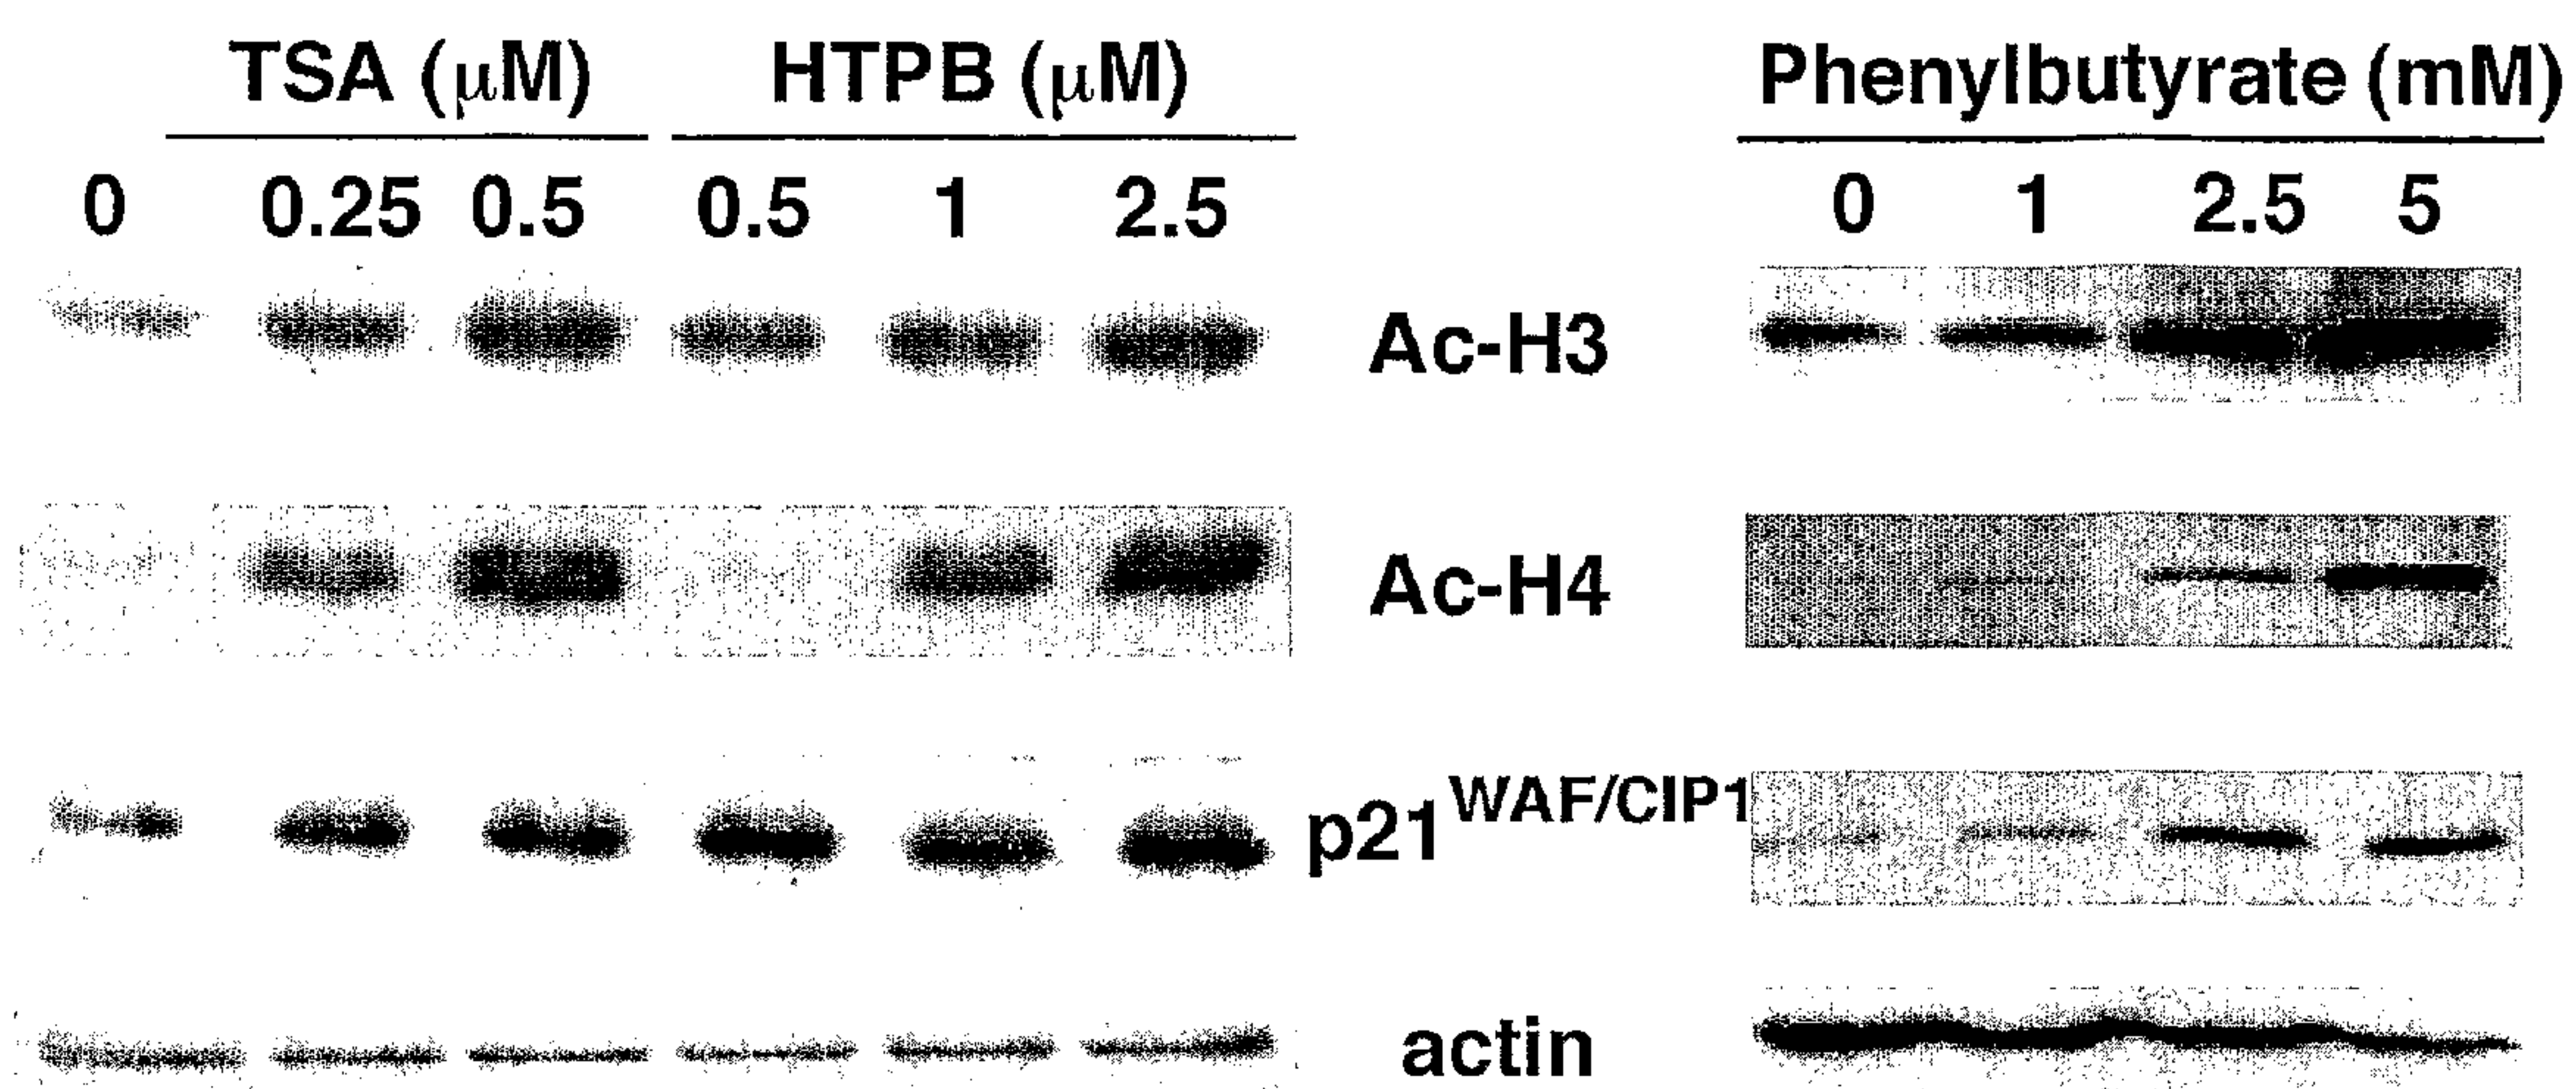 TSA (μM) HTPB (μM) Phenylbutyrate (mM)
0 0.25 0.5 0.5 1 2.5 0 1 2.5 5
Ac-H3
Ac-H4
p21WAF/CIP1
actin